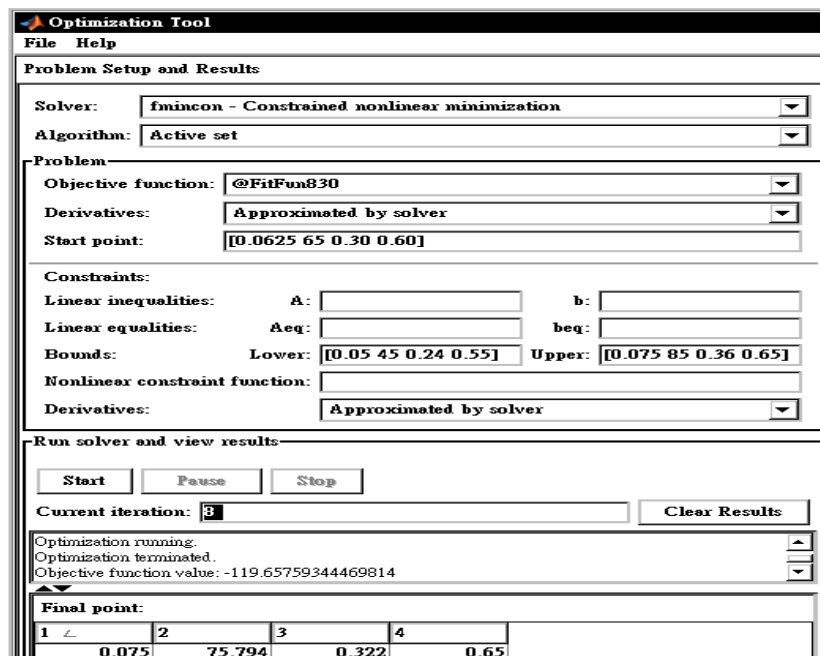 Optimization Tool
File Help
Problem Setup and Results
Solver: fmincon - Constrained nonlinear minimization
Algorithm: Active set
Problem
Objective function: @FitFun830
Derivatives: Approximated by solver
Start point: [0.0625 65 0.30 0.60]
Constraints:
Linear inequalities: A: b:
Linear equalities: Aeq: beq:
Bounds: Lower: [0.05 45 0.24 0.55] Upper: [0.075 85 0.36 0.65]
Nonlinear constraint function:
Derivatives: Approximated by solver
Run solver and view results
Start Pause Stop
Current iteration: 8 Clear Results
Optimization running.
Optimization terminated.
Objective function value: -119.65759344469814
Final point:
1 2 3 4
0.075 75.794 0.322 0.65